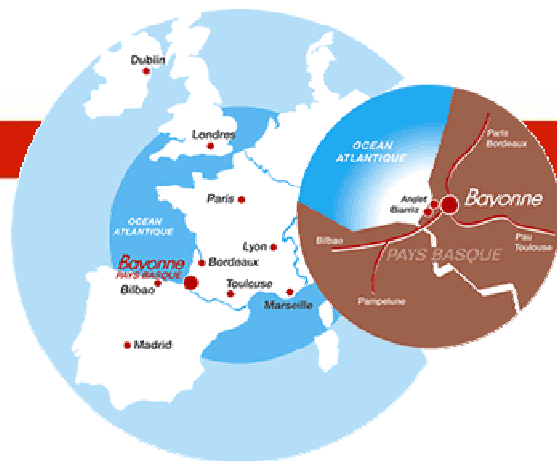 Dublin
Londres
Paris
OCEAN
ATLANTIQUE
Lyon
Bayonne
PAYS BASQUE
Bordeaux
Bilbao
Toulouse
Marseille
Madrid
OCEAN
ATLANTIQUE
Paris
Bordeaux
Anglet
Biarritz
Bayonne
Bilbao
Pau
Toulouse
PAYS BASQUE
Pampelune